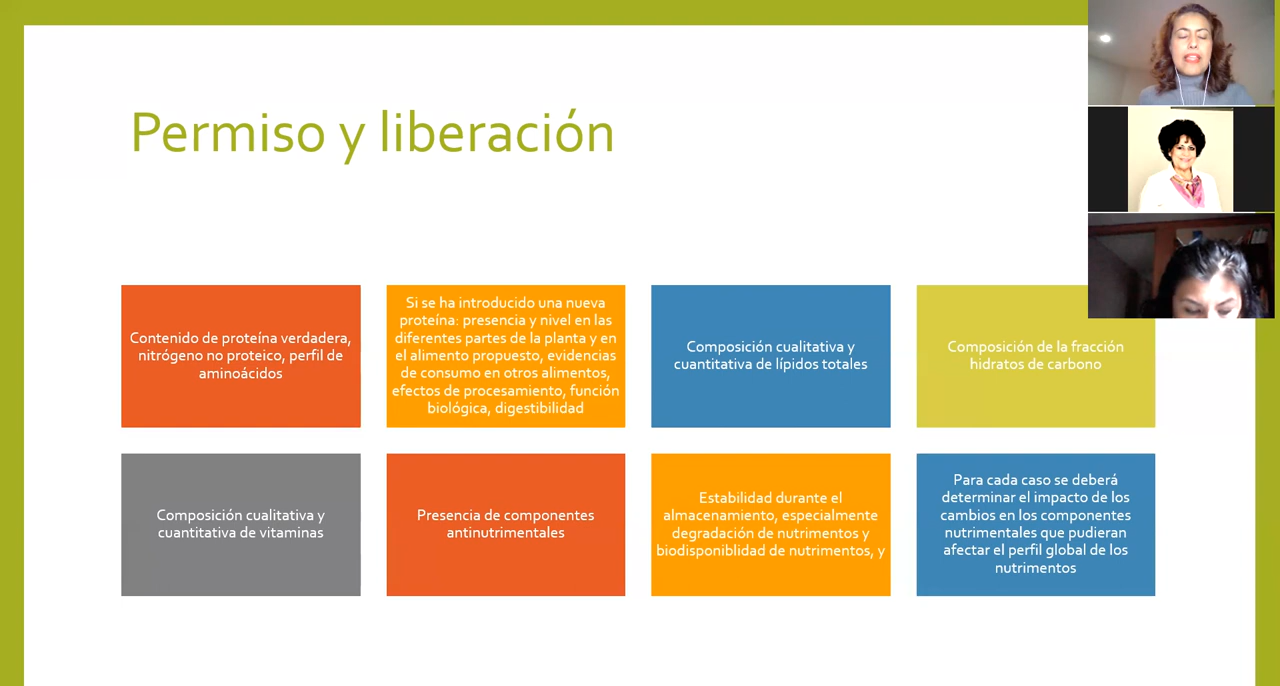 Permiso y liberación
Contenido de proteína verdadera,
nitrógeno no proteico, perfil de
aminoácidos
Si se ha introducido una nueva
proteína: presencia y nivel en las
diferentes partes de la planta y en
el alimento propuesto, evidencias
de consumo en otros alimentos,
efectos de procesamiento, función
biológica, digestibilidad
Composición cualitativa y
cuantitativa de lípidos totales
Composición de la fracción
hidratos de carbono
Composición cualitativa y
cuantitativa de vitaminas
Presencia de componentes
antinutrimentales
Estabilidad durante el
almacenamiento, especialmente
degradación de nutrimentos y
biodisponiblidad de nutrimentos, y
Para cada caso se deberá
determinar el impacto de los
cambios en los componentes
nutrimentales que pudieran
afectar el perfil global de los
nutrimentos